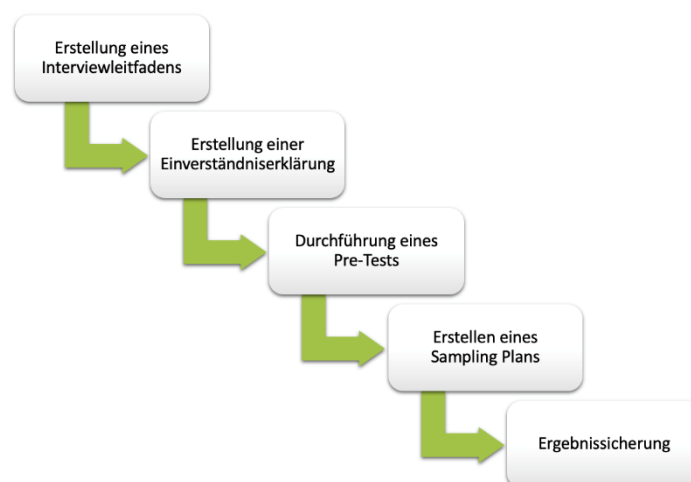 Erstellung eines
Interviewleitfadens
Erstellung einer
Einverständniserklärung
Durchführung eines
Pre-Tests
Erstellen eines
Sampling Plans
Ergebnissicherung